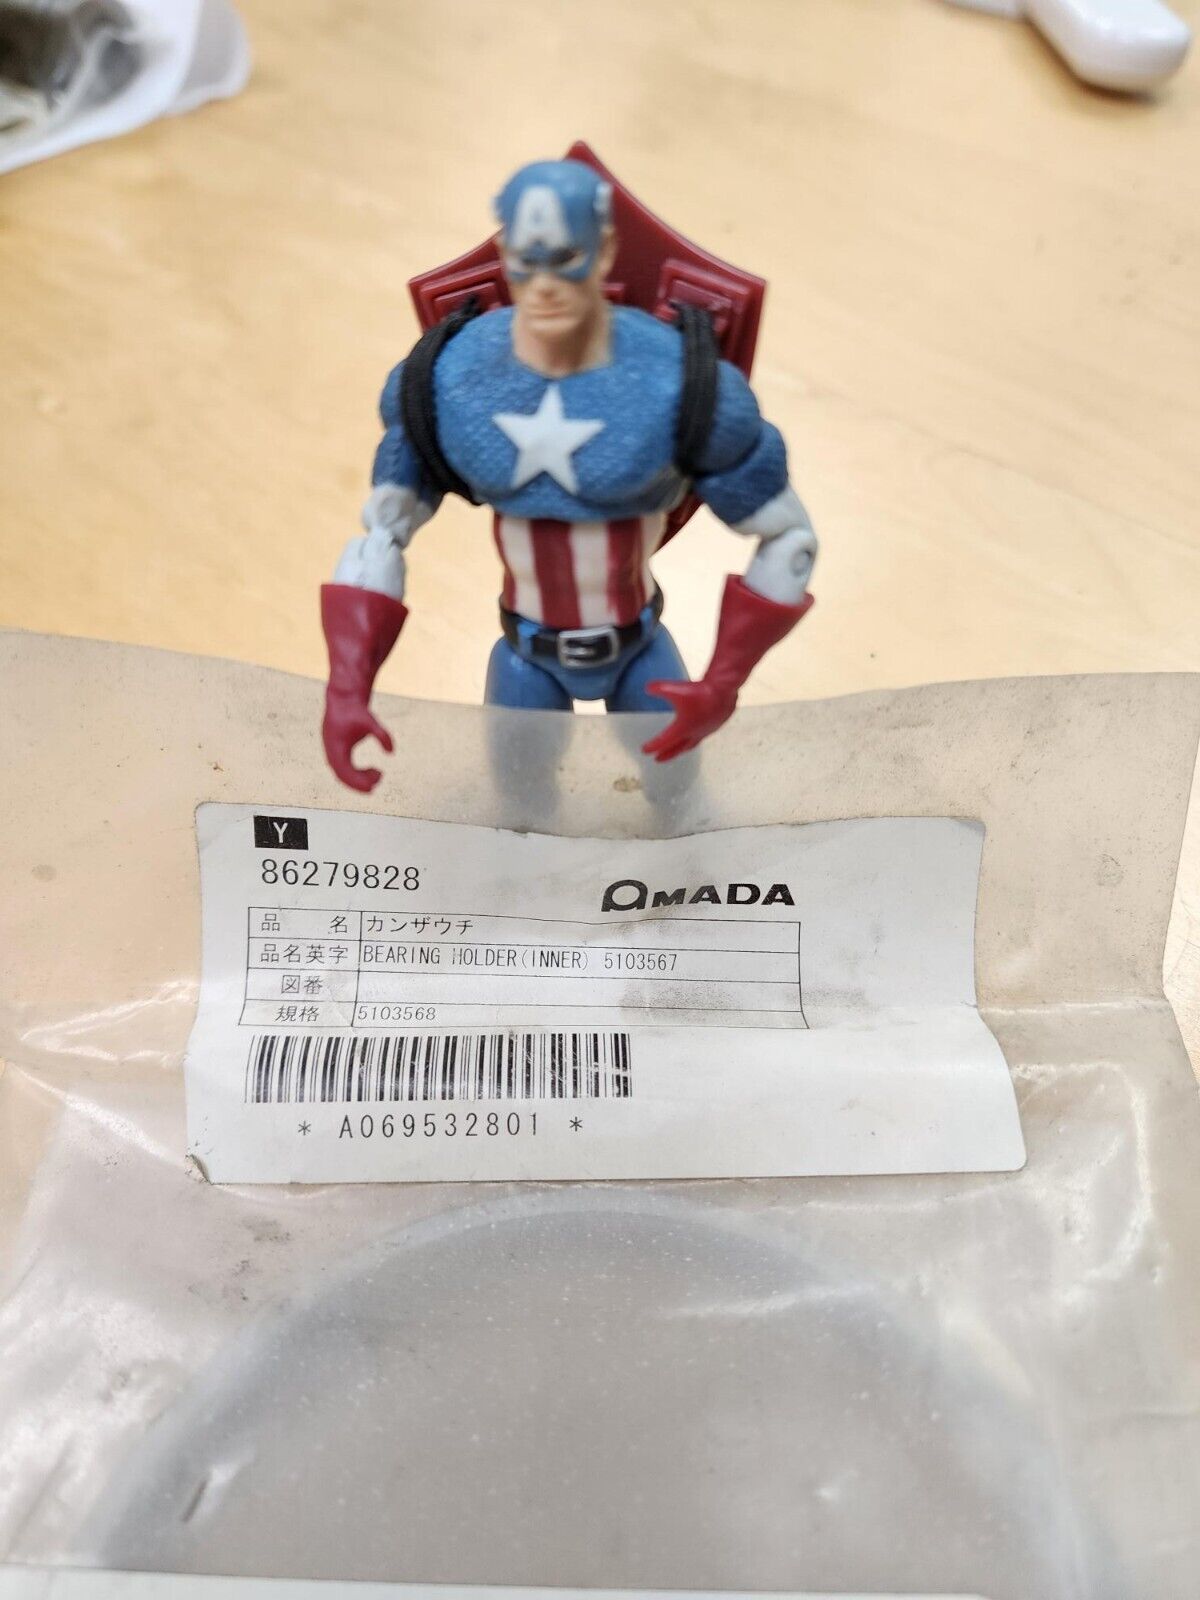 A
Y
86279828
AMADA
品 名 カンザウチ
品名英字 BEARING HOLDER(INNER) 5103567
図番
規格 5103568
* A069532801 *